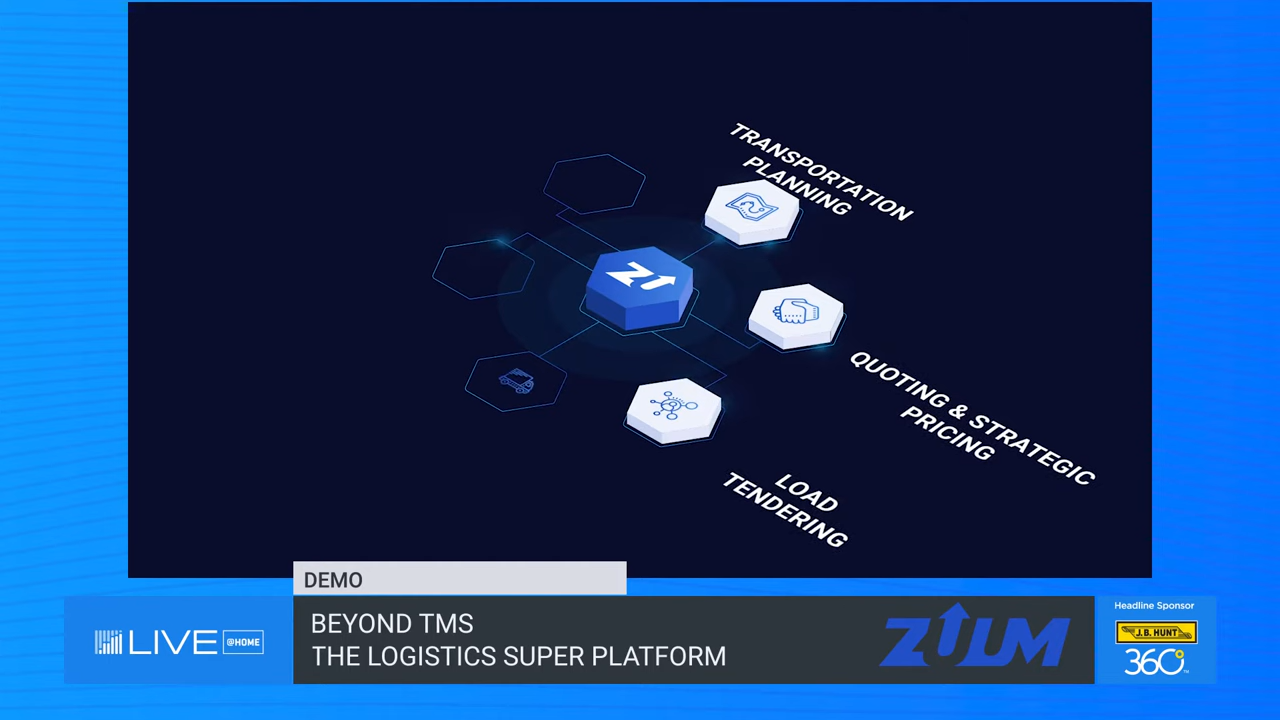 TRANSPORTATION
PLANNING
QUOTING & STRATEGIC
PRICING
LOAD
TENDERING
DEMO
BEYOND TMS
THE LOGISTICS SUPER PLATFORM
LIVE @HOME
ZUUM
Headline Sponsor
J.B. HUNT
360°